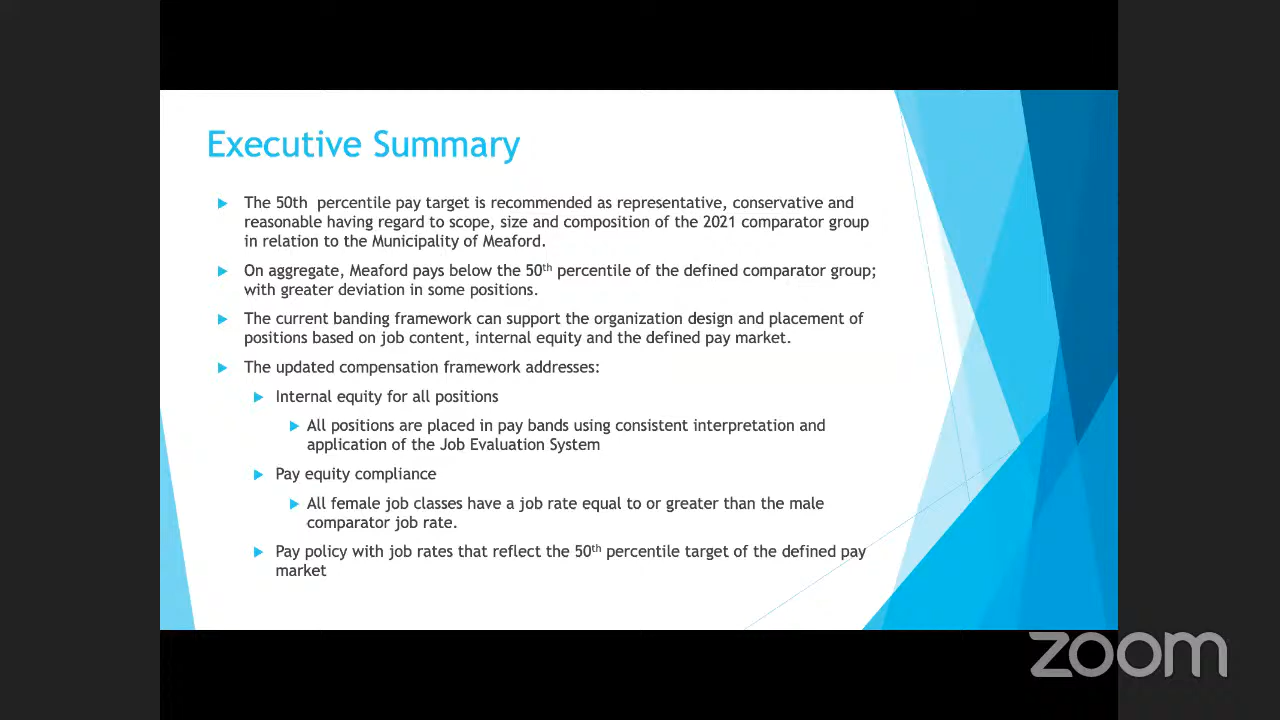 Executive Summary
The 50th percentile pay target is recommended as representative, conservative and
reasonable having regard to scope, size and composition of the 2021 comparator group
in relation to the Municipality of Meaford.
On aggregate, Meaford pays below the 50th percentile of the defined comparator group;
with greater deviation in some positions.
The current banding framework can support the organization design and placement of
positions based on job content, internal equity and the defined pay market.
The updated compensation framework addresses:
Internal equity for all positions
All positions are placed in pay bands using consistent interpretation and
application of the Job Evaluation System
Pay equity compliance
All female job classes have a job rate equal to or greater than the male
comparator job rate.
Pay policy with job rates that reflect the 50th percentile target of the defined pay
market
zoom